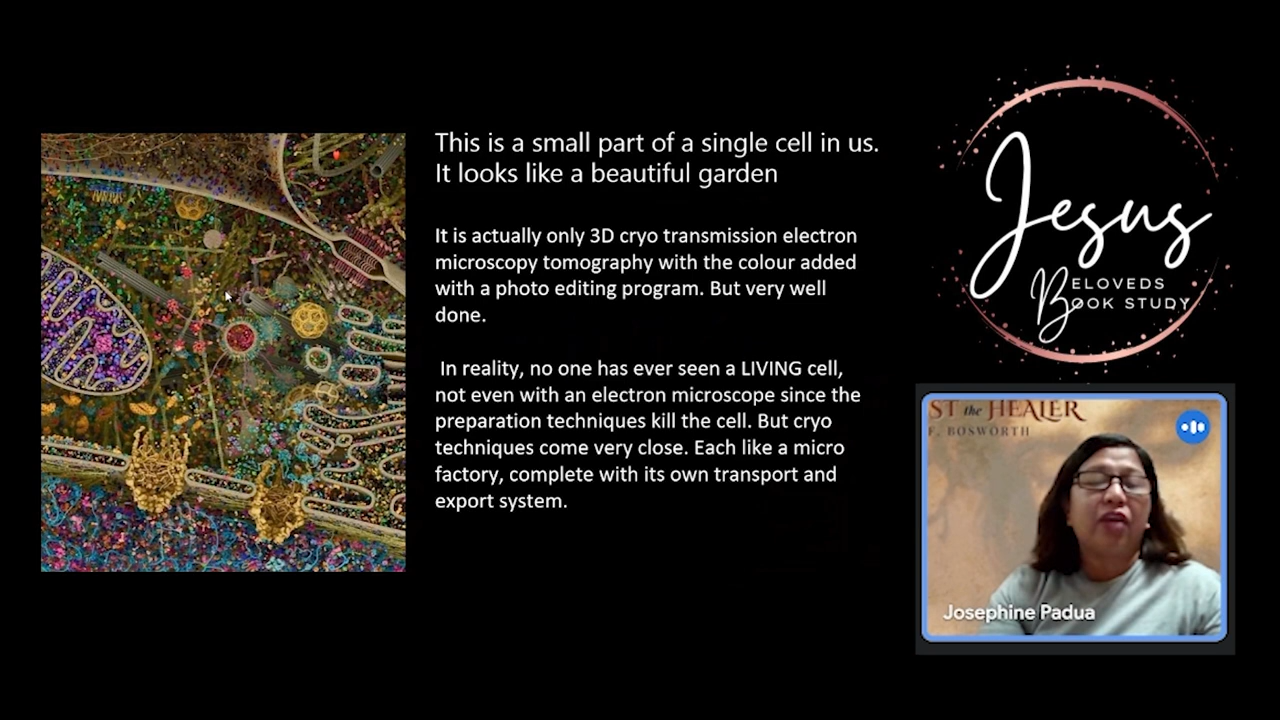 This is a small part of a single cell in us.
It looks like a beautiful garden
It is actually only 3D cryo transmission electron
microscopy tomography with the colour added
with a photo editing program. But very well
done.
In reality, no one has ever seen a LIVING cell,
not even with an electron microscope since the
preparation techniques kill the cell. But cryo
techniques come very close. Each like a micro
factory, complete with its own transport and
export system.
Jesus
BELOVEDS
BOOK STUDY
ST the HEALER
F. BOSWORTH
Josephine Padua